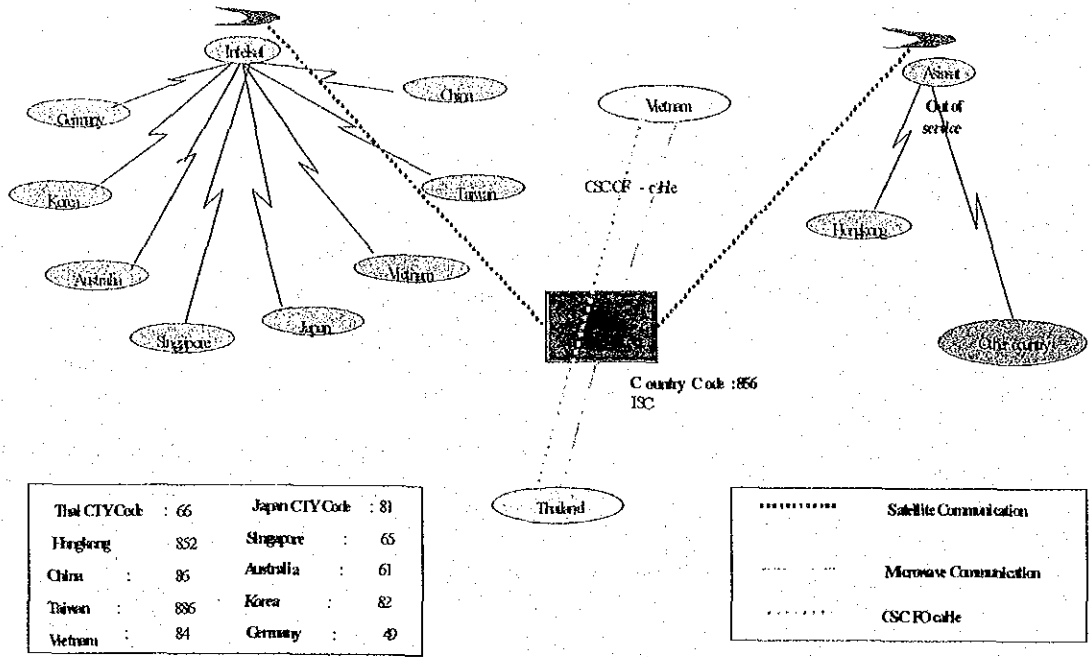 Intelsat
Asiasat
China
Vietnam
Out of
service
Germany
CSC OF - cable
Korea
Taiwan
Hongkong
Vietnam
Australia
Japan
Singapore
Other country
Country Code :856
ISC
Thailand
Thai CTY Code : 66 Japan CTY Code : 81
Hongkong 852 Singapore : 65
China : 86 Australia : 61
Taiwan : 886 Korea : 82
Vietnam : 84 Germany : 49
Satellite Communication
Microwave Communication
CSC FO cable